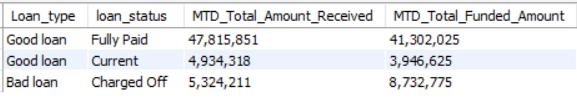 Loan_type loan_status MTD_Total_Amount_Received MTD_Total_Funded_Amount
Good loan Fully Paid 47,815,851 41,302,025
Good loan Current 4,934,318 3,946,625
Bad loan Charged Off 5,324,211 8,732,775